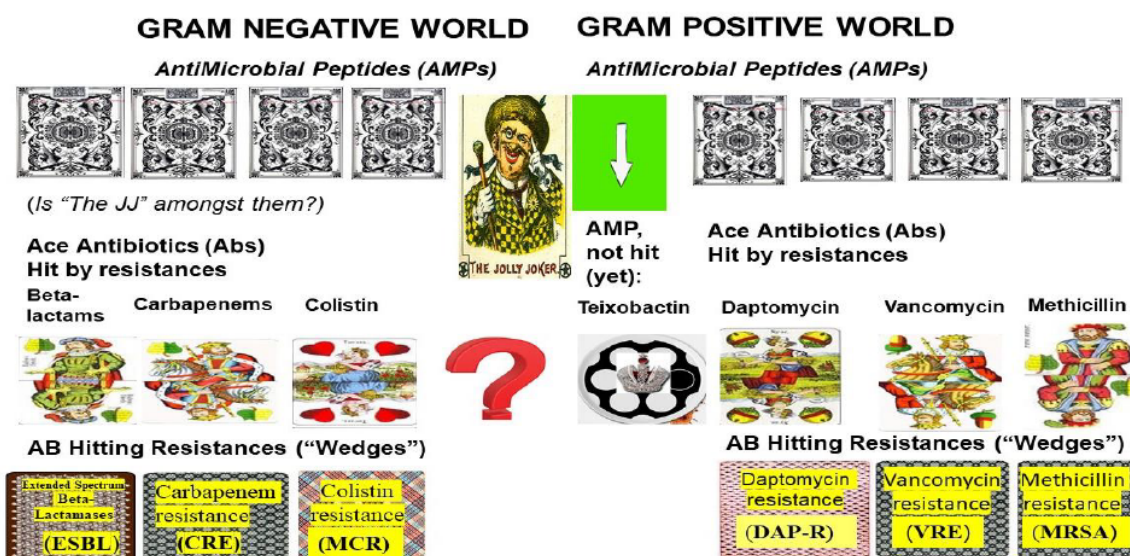 GRAM NEGATIVE WORLD
GRAM POSITIVE WORLD
AntiMicrobial Peptides (AMPs)
AntiMicrobial Peptides (AMPs)
(Is “The JJ” amongst them?)
THE JOLLY JOKER
AMP,
not hit
(yet):
Ace Antibiotics (Abs)
Hit by resistances
Ace Antibiotics (Abs)
Hit by resistances
Beta-
lactams
Carbapenems
Colistin
Teixobactin
Daptomycin
Vancomycin
Methicillin
AB Hitting Resistances (“Wedges”)
AB Hitting Resistances (“Wedges”)
Extended Spectrum
Beta-
Lactamases
(ESBL)
Carbapenem
resistance
(CRE)
Colistin
resistance
(MCR)
Daptomycin
resistance
(DAP-R)
Vancomycin
resistance
(VRE)
Methicillin
resistance
(MRSA)